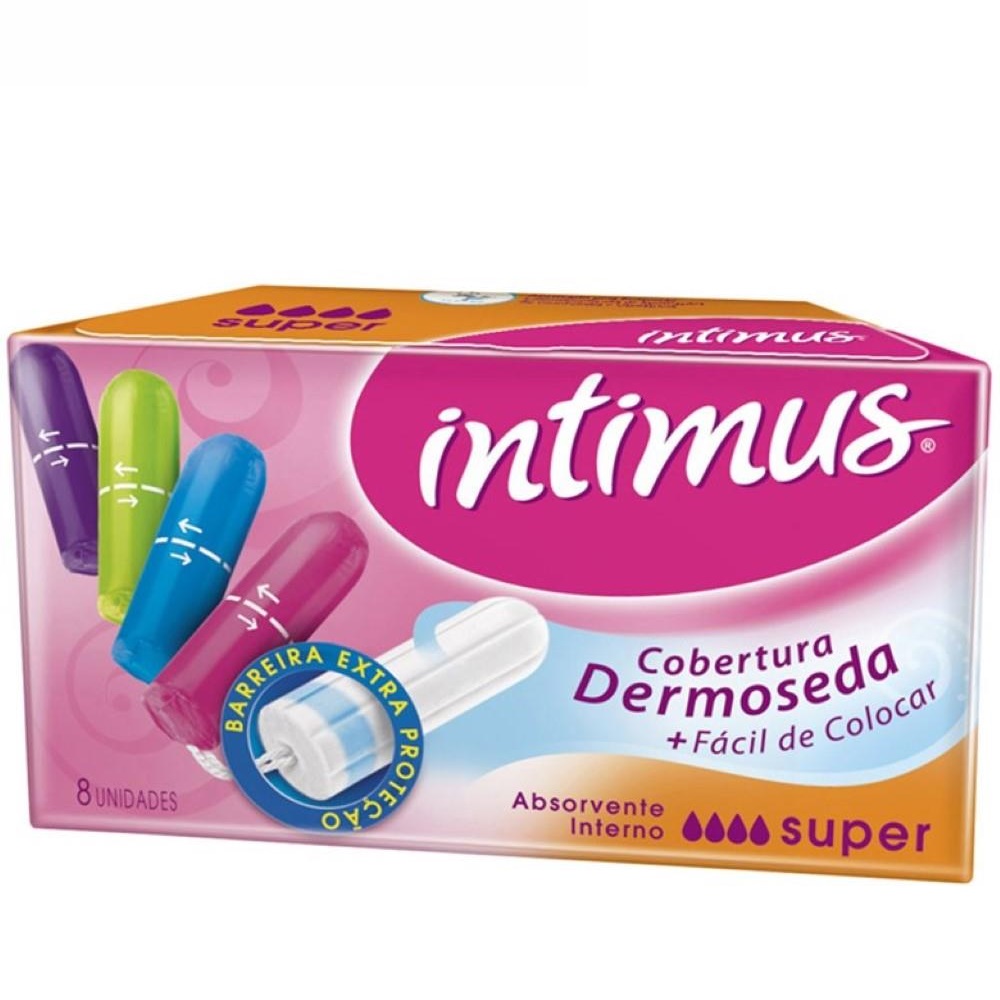 super
intimus
intimus®
BARREIRA EXTRA PROTEÇÃO
Cobertura
Dermoseda
+Fácil de Colocar
8 UNIDADES
Absorvente
Interno
super